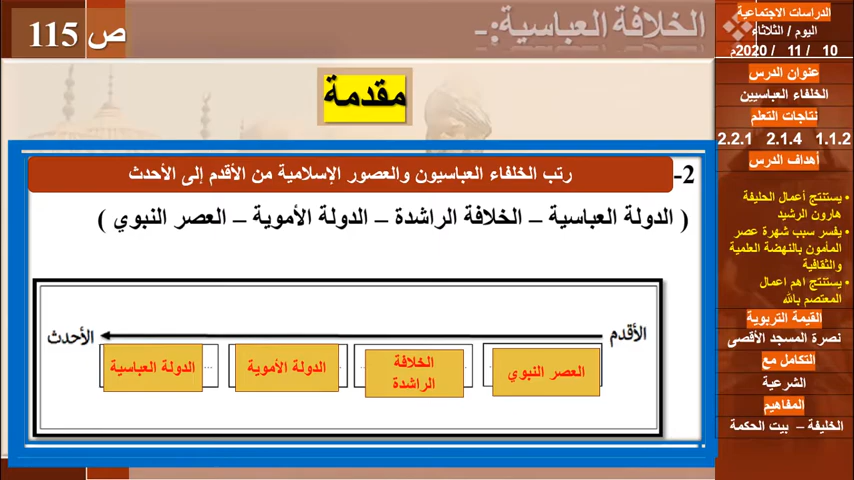 الخلافة العباسية:-
ص 115
مقدمة
2-
رتب الخلفاء العباسيون والعصور الإسلامية من الأقدم إلى الأحدث
( الدولة العباسية – الخلافة الراشدة – الدولة الأموية – العصر النبوي )
الأقدم
الأحدث
العصر النبوي
الخلافة
الراشدة
الدولة الأموية
الدولة العباسية
الدراسات الاجتماعية
اليوم / الثلاثاء
10 / 11 / 2020م
عنوان الدرس
الخلفاء العباسيين
نتاجات التعلم
1.1.2 2.1.4 2.2.1
أهداف الدرس
• يستنتج أعمال الخليفة
هارون الرشيد
• يفسر سبب شهرة عصر
المأمون بالنهضة العلمية
والثقافية
• يستنتج اهم اعمال
المعتصم بالله
القيمة التربوية
نصرة المسجد الأقصى
التكامل مع
الشرعية
المفاهيم
الخليفة – بيت الحكمة